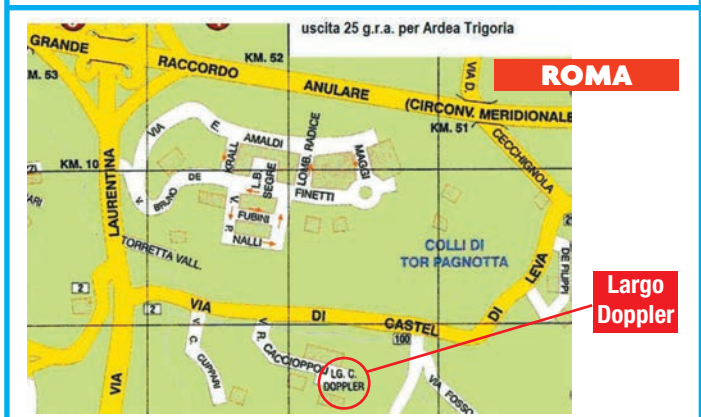 uscita 25 g.r.a. per Ardea Trigoria
ROMA
GRANDE RACCORDO ANULARE
(CIRCONV. MERIDIONALE
KM. 53
KM. 52
KM. 51
VIA D.
CECCHIGNOLA
VIA E. AMALDI
KRALL
L.B. SEGRE
LOMB. RADICE
MAGGI
KM. 10
V. BRUNO DE FINETTI
ARI
LAURENTINA
V. P. NALLI
FUBINI
TORRETTA VALL.
COLLI DI
TOR PAGNOTTA
DE FILIPPI
2
2
VIA DI CASTEL DI LEVA
100
V. C. CUPPARI
V. R. CACCIOPPOLI
LG. C.
DOPPLER
VIA FOSSO
VIA
Largo
Doppler